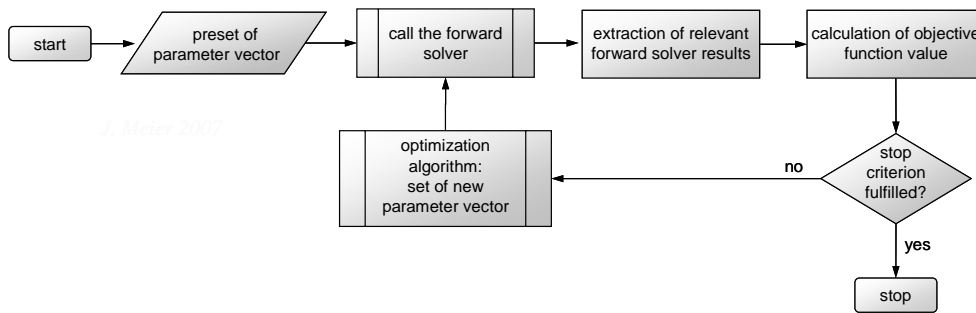 start
preset of
parameter vector
call the forward
solver
extraction of relevant
forward solver results
calculation of objective
function value
J. Meier 2007
optimization
algorithm:
set of new
parameter vector
no
stop
criterion
fulfilled?
yes
stop